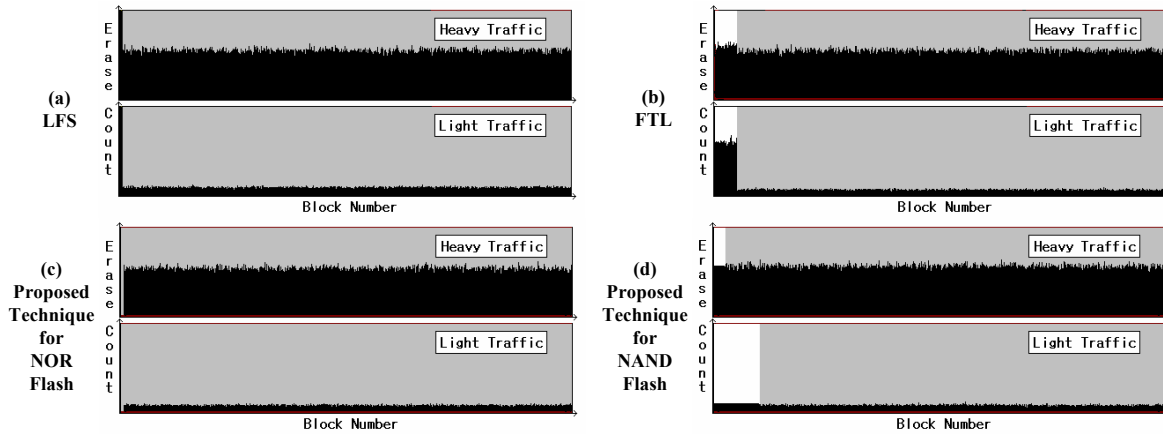 Erase Count
Heavy Traffic
Light Traffic
(a)
LFS
Block Number
Erase Count
Heavy Traffic
Light Traffic
(b)
FTL
Block Number
Erase Count
Heavy Traffic
Light Traffic
(c)
Proposed
Technique
for
NOR
Flash
Block Number
Erase Count
Heavy Traffic
Light Traffic
(d)
Proposed
Technique
for
NAND
Flash
Block Number